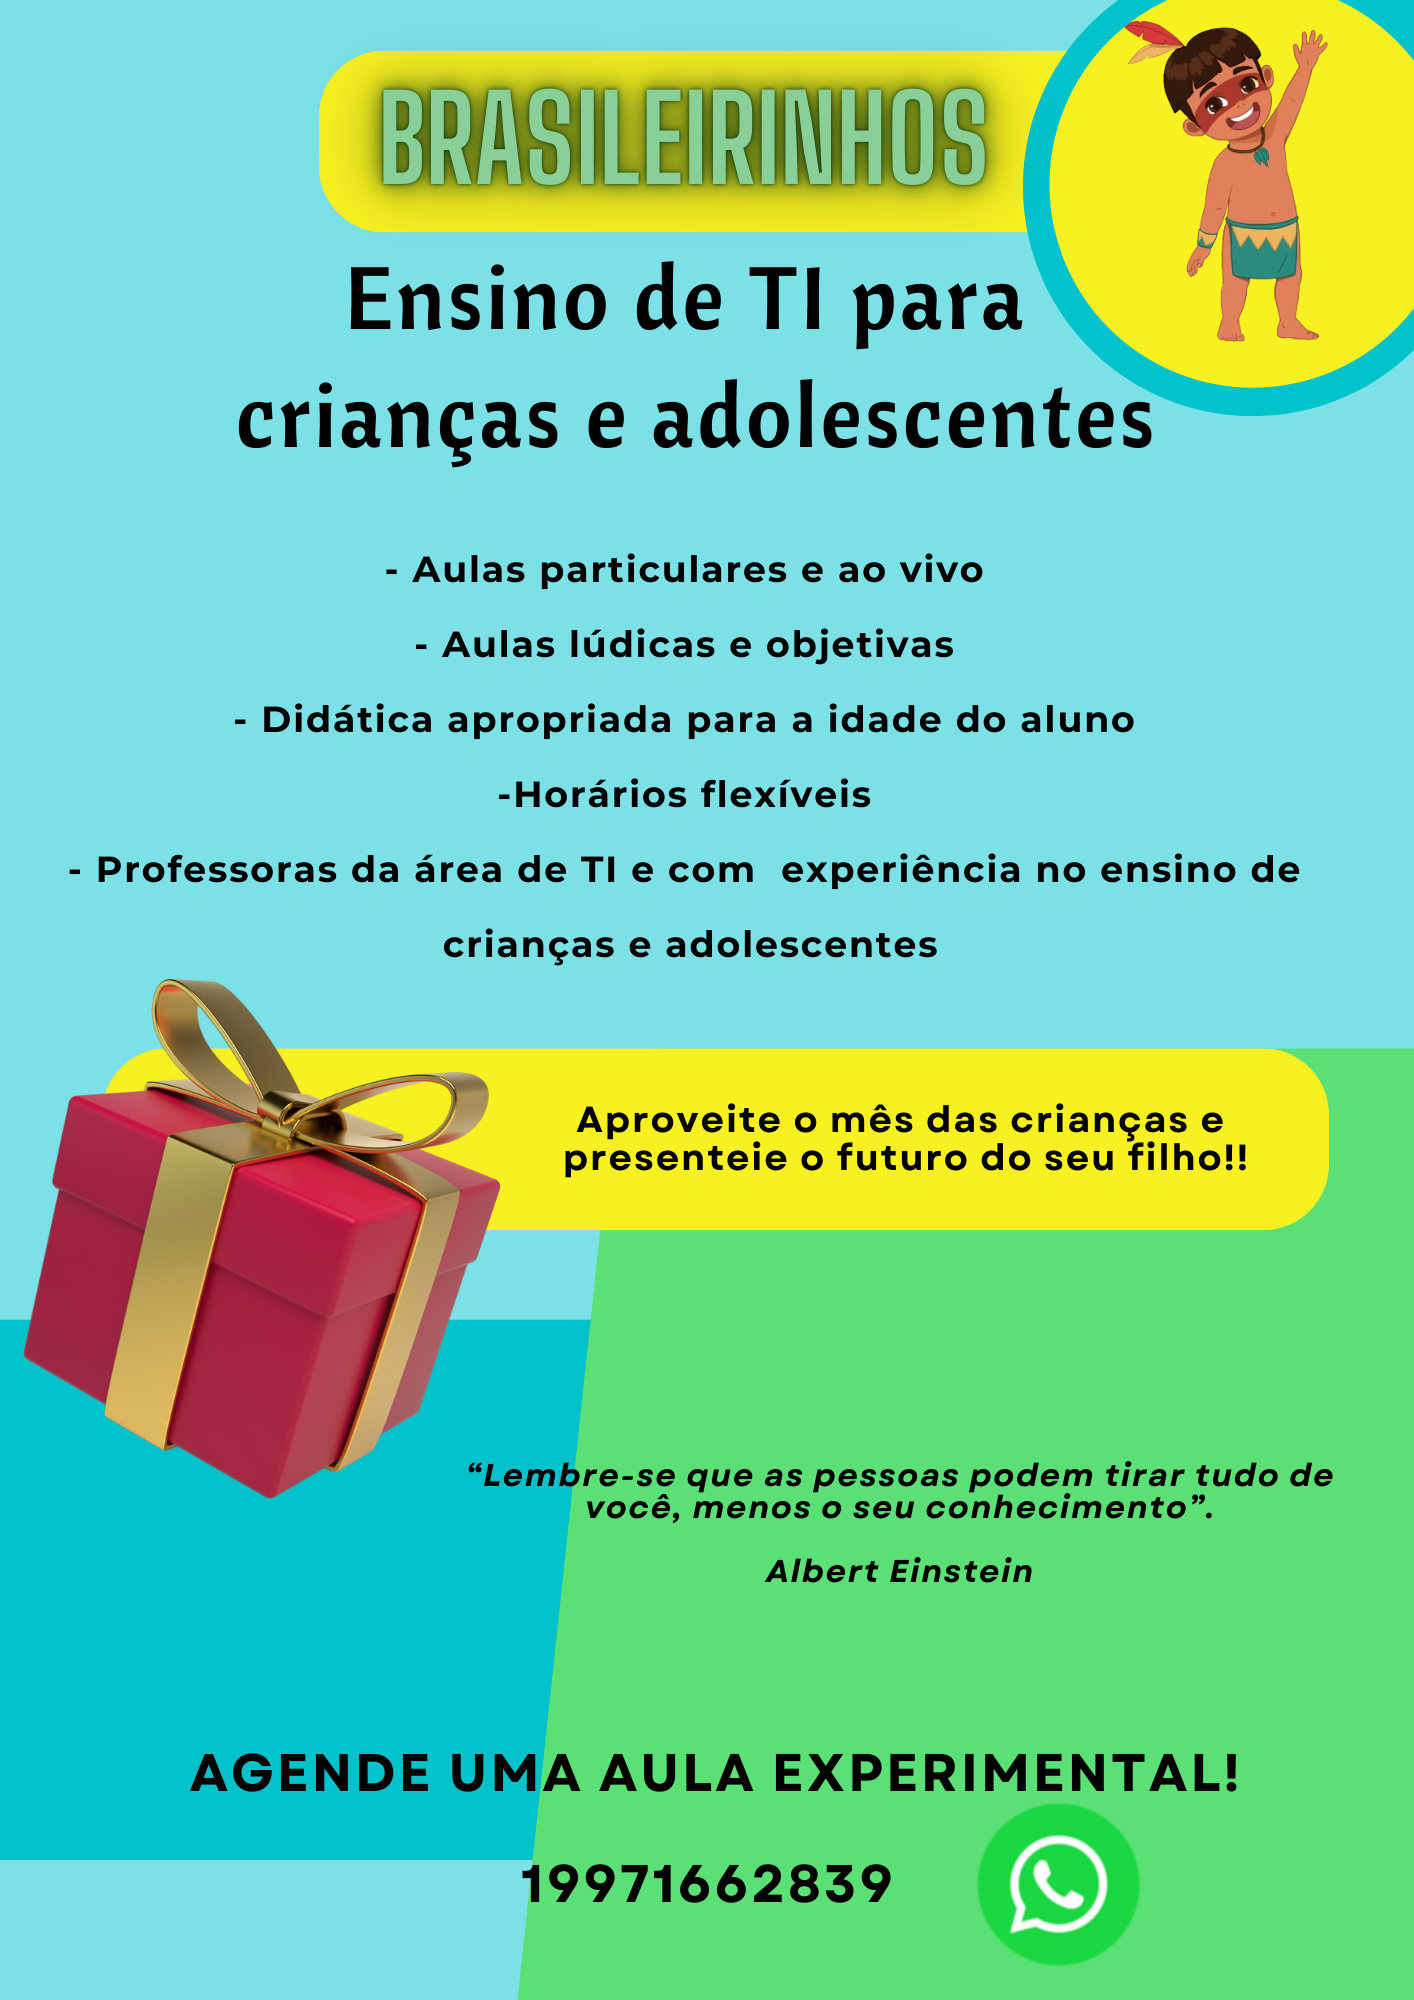 BRASILEIRINHOS
Ensino de TI para
crianças e adolescentes
- Aulas particulares e ao vivo
- Aulas lúdicas e objetivas
- Didática apropriada para a idade do aluno
-Horários flexíveis
- Professoras da área de TI e com  experiência no ensino de
crianças e adolescentes
Aproveite o mês das crianças e
presenteie o futuro do seu filho!!
“Lembre-se que as pessoas podem tirar tudo de
você, menos o seu conhecimento”.
Albert Einstein
AGENDE UMA AULA EXPERIMENTAL!
19971662839